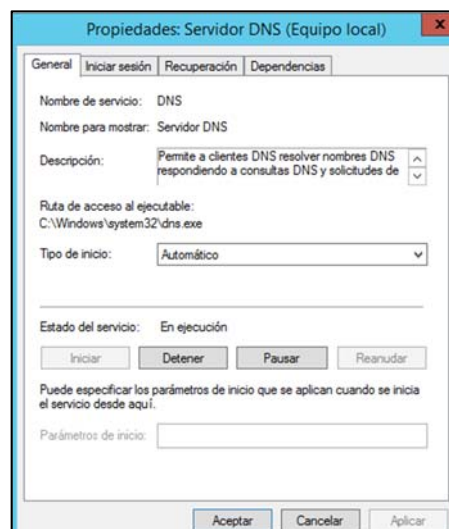 Propiedades: Servidor DNS (Equipo local)
x
General Iniciar sesión Recuperación Dependencias
Nombre de servicio: DNS
Nombre para mostrar: Servidor DNS
Descripción: Permite a clientes DNS resolver nombres DNS
respondiendo a consultas DNS y solicitudes de
Ruta de acceso al ejecutable:
C:\Windows\system32\dns.exe
Tipo de inicio: Automático
Estado del servicio: En ejecución
Iniciar Detener Pausar Reanudar
Puede especificar los parámetros de inicio que se aplican cuando se inicia
el servicio desde aquí.
Parámetros de inicio:
Aceptar Cancelar Aplicar